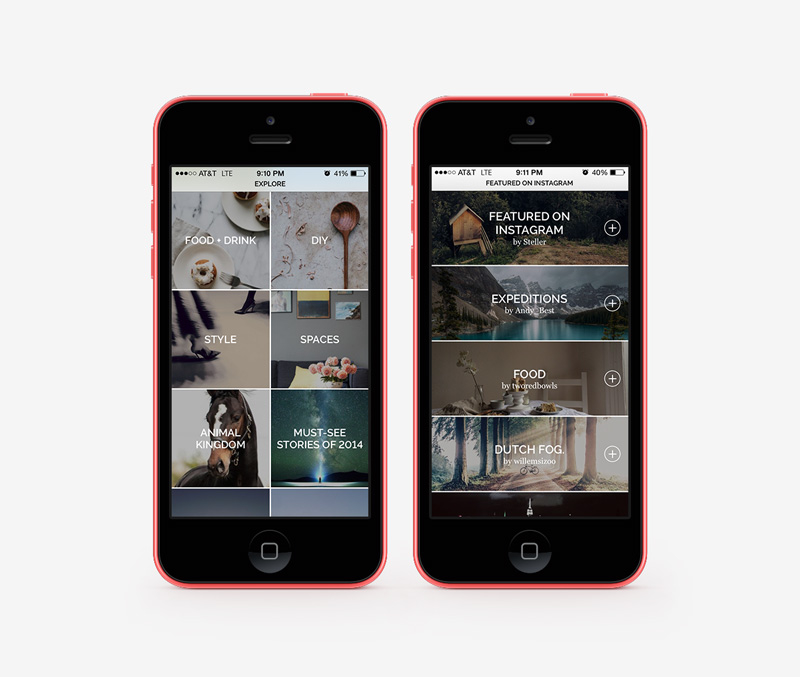 ●●●○○ AT&T LTE 9:10 PM 41%
EXPLORE
FOOD + DRINK
DIY
STYLE
SPACES
ANIMAL
KINGDOM
MUST-SEE
STORIES OF 2014
●●●○○ AT&T LTE 9:11 PM 40%
FEATURED ON INSTAGRAM
FEATURED ON
INSTAGRAM
by Steller
EXPEDITIONS
by Andy_Best
FOOD
by tworedbowls
DUTCH FOG.
by willemsizoo